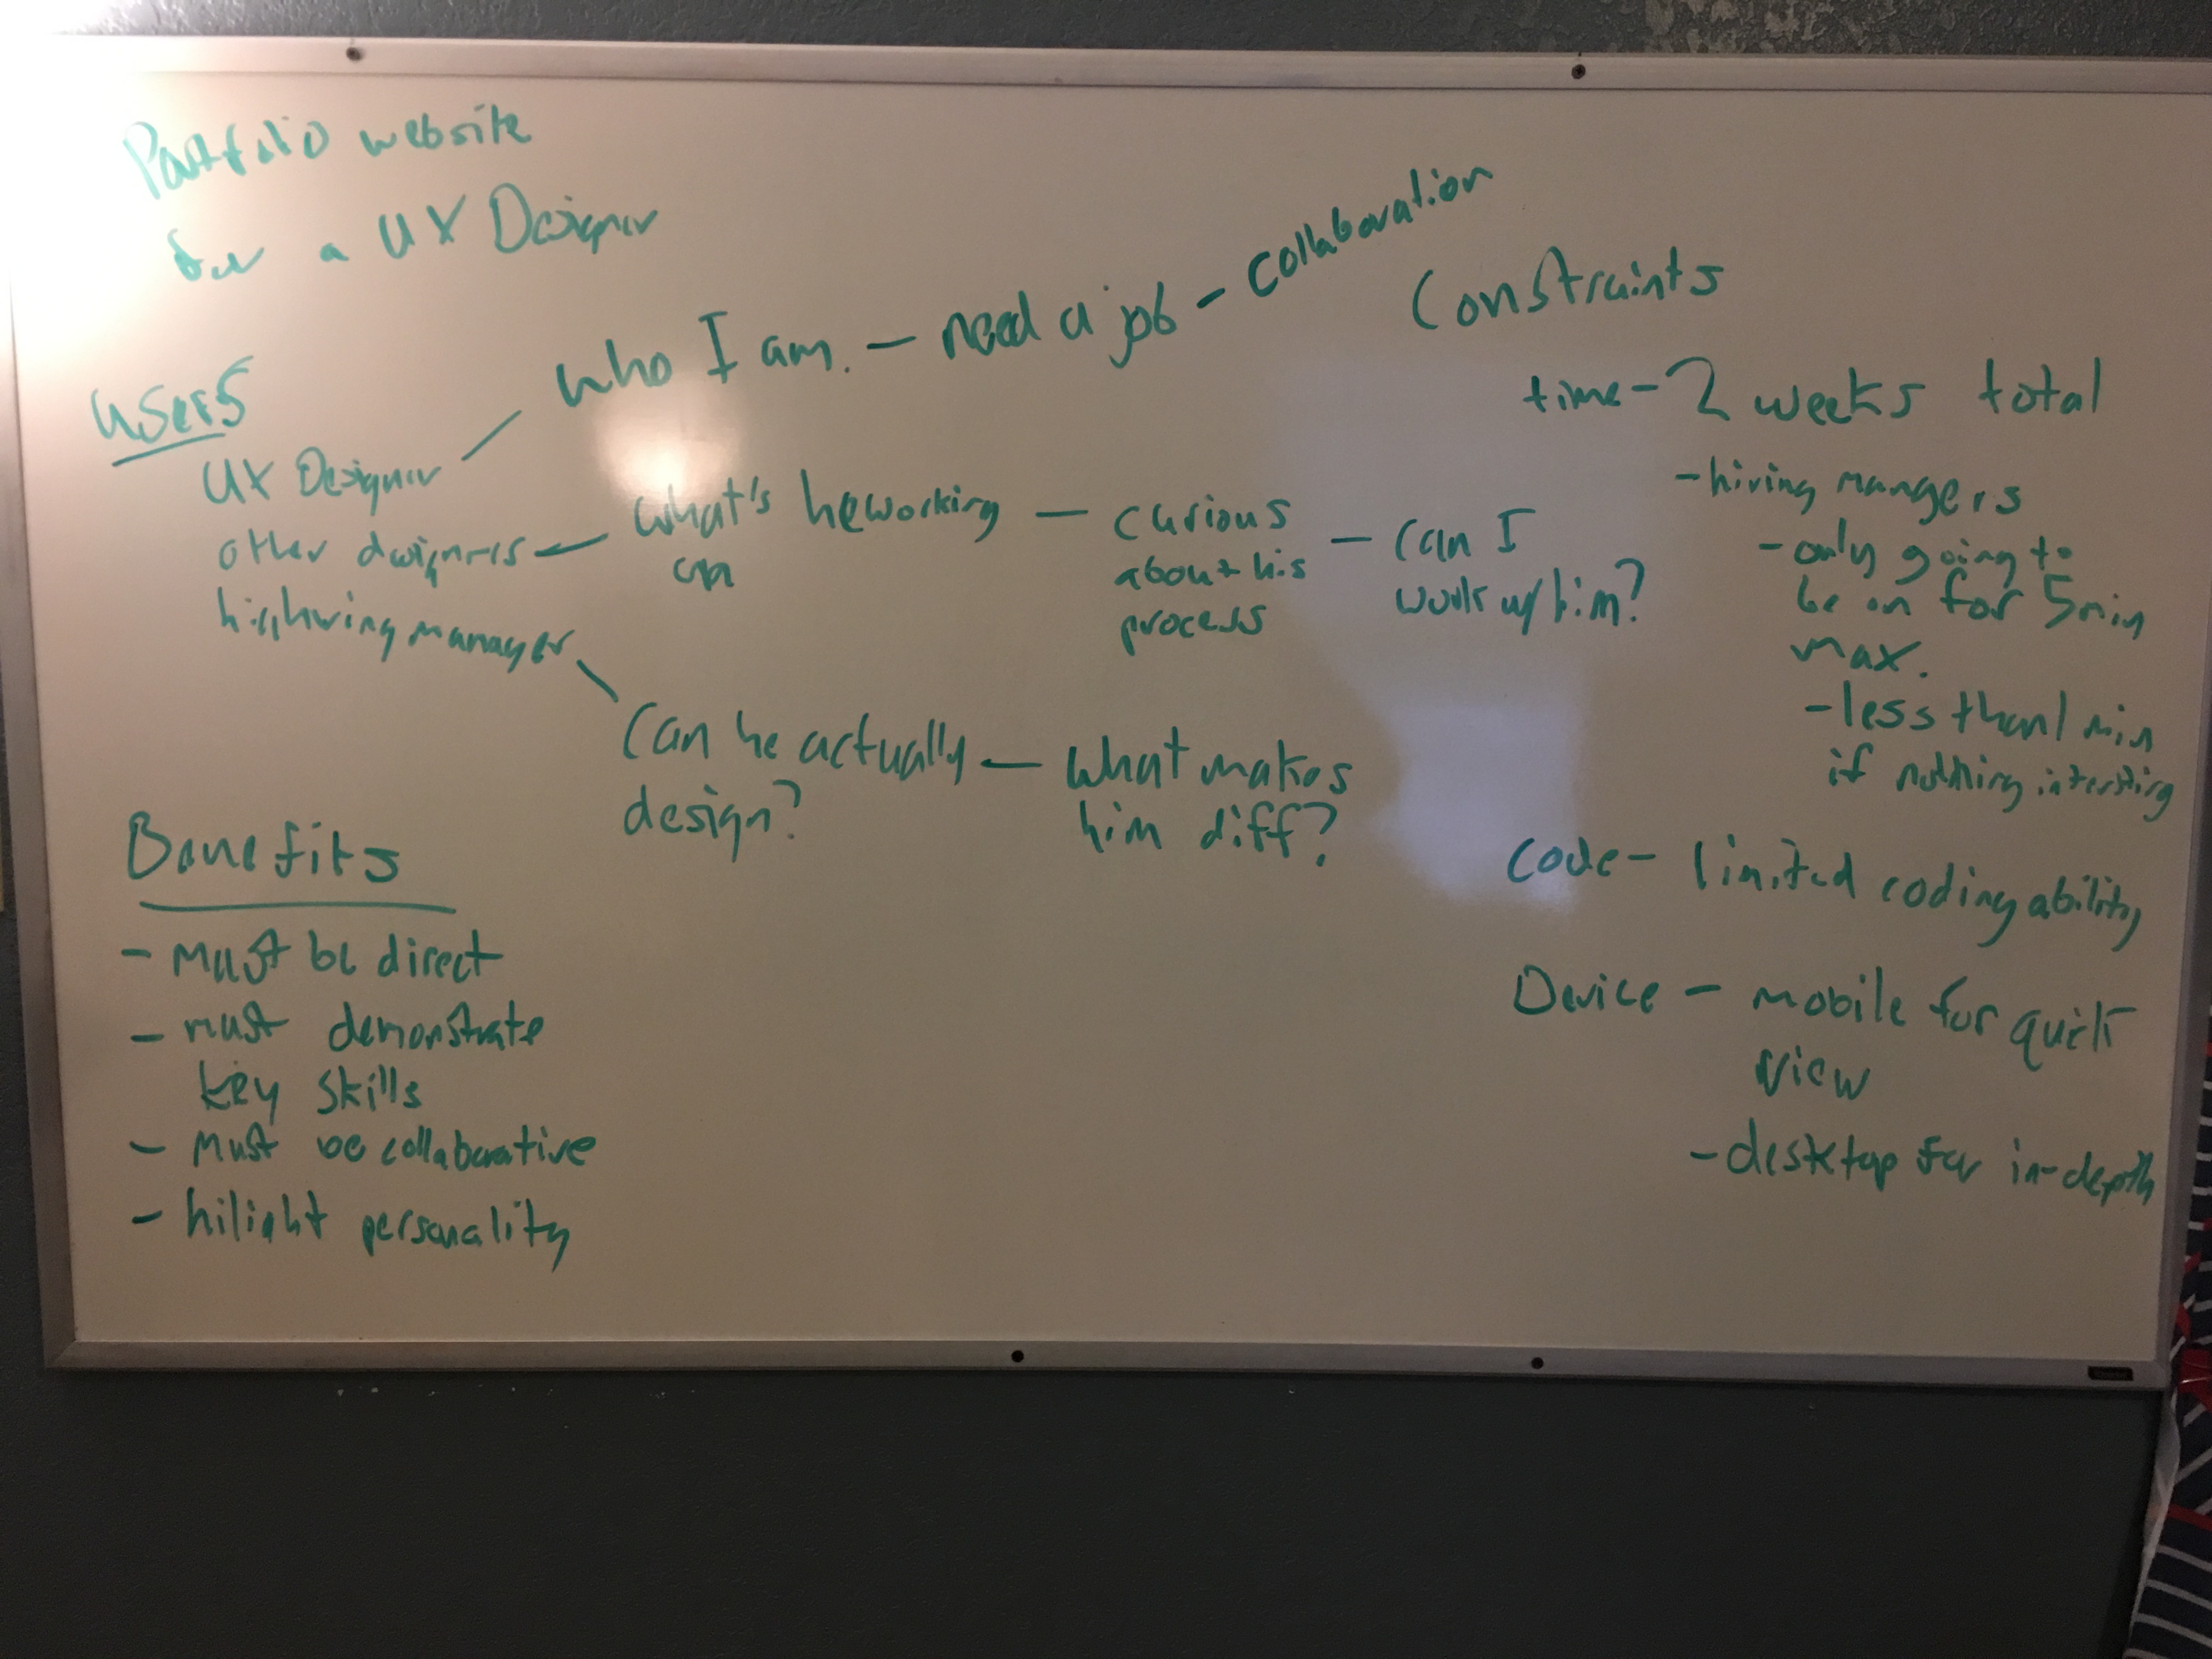 Portfolio website
for a UX Designer
Users
UX Designer
who I am. — need a job - collaboration
other designers — what's he working
on
— curious
about his
process
— can I
work w/ him?
manager
Can he actually
design?
— What makes
him diff?
Benefits
- must be direct
- must demonstrate
key skills
- must be collaborative
- hilight personality
Constraints
time - 2 weeks total
- hiring mangers
- only going to
be on for 5 min
max.
- less than 1 min
if nothing intersting
Code - limited coding ability
Device - mobile for quick
view
- desktop for in-depth